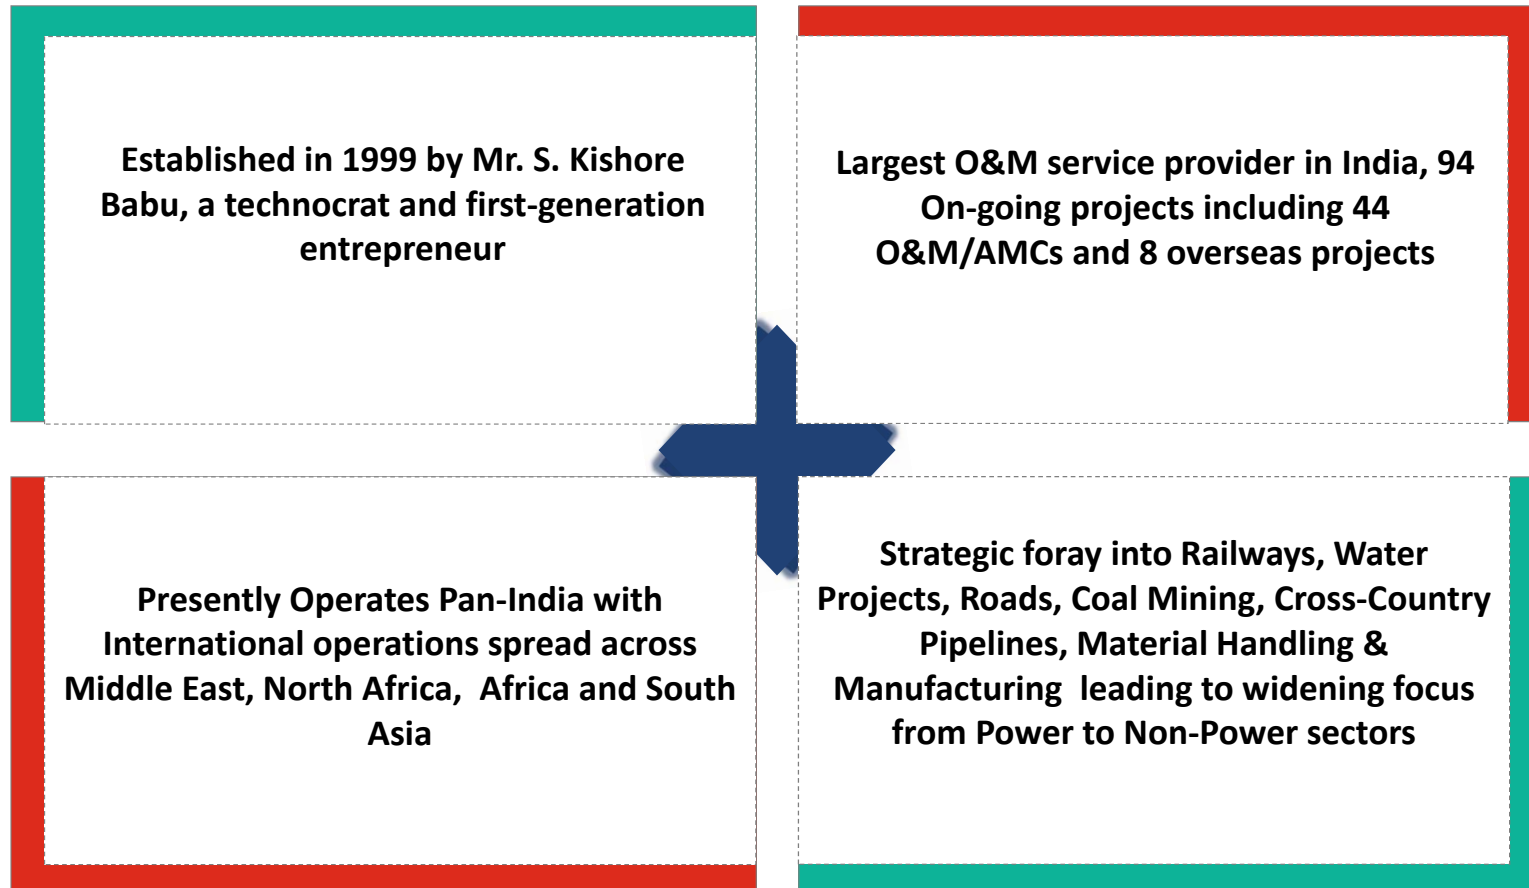 Established in 1999 by Mr. S. Kishore
Babu, a technocrat and first-generation
entrepreneur
Largest O&M service provider in India, 94
On-going projects including 44
O&M/AMCs and 8 overseas projects
Presently Operates Pan-India with
International operations spread across
Middle East, North Africa,  Africa and South
Asia
Strategic foray into Railways, Water
Projects, Roads, Coal Mining, Cross-Country
Pipelines, Material Handling &
Manufacturing  leading to widening focus
from Power to Non-Power sectors